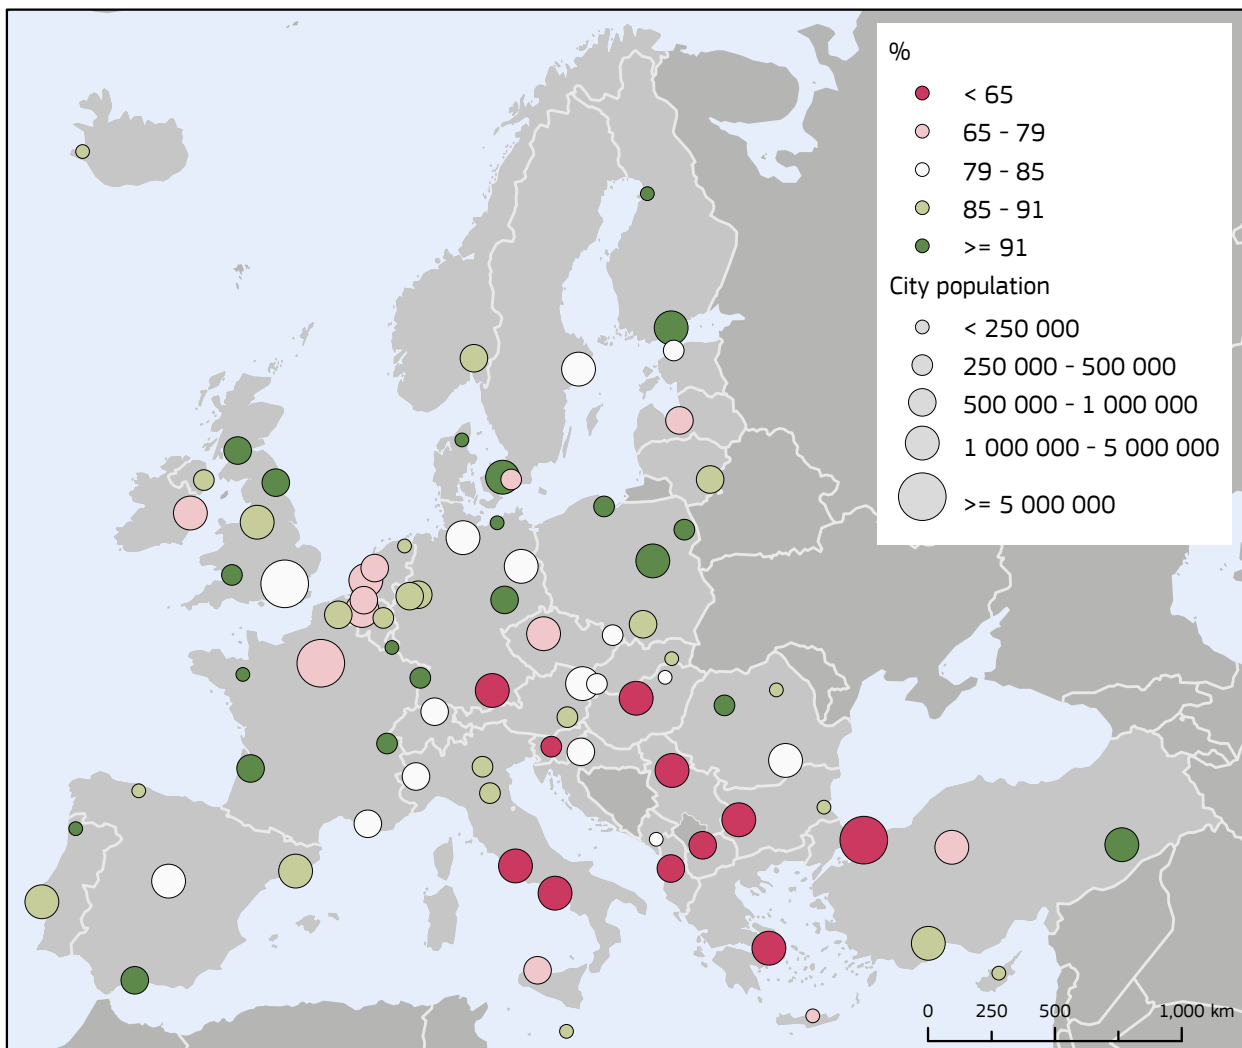 %
< 65
65 - 79
79 - 85
85 - 91
>= 91
City population
< 250 000
250 000 - 500 000
500 000 - 1 000 000
1 000 000 - 5 000 000
>= 5 000 000
0 250 500 1,000 km